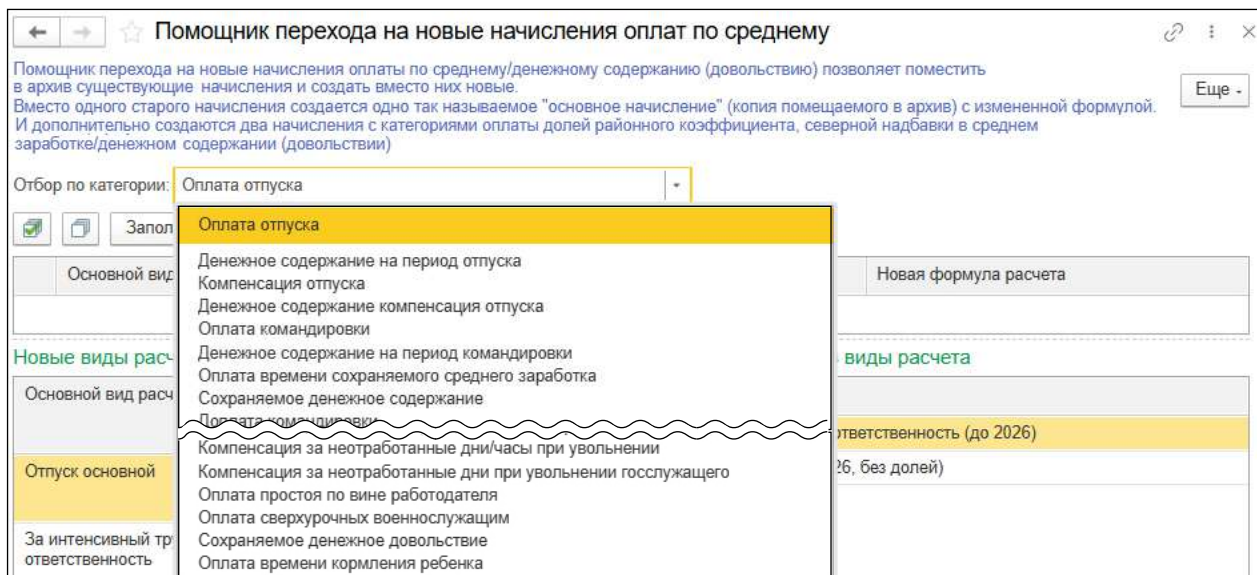 Помощник перехода на новые начисления оплат по среднему
Помощник перехода на новые начисления оплаты по среднему/денежному содержанию (довольствию) позволяет поместить
в архив существующие начисления и создать вместо них новые.
Вместо одного старого начисления создается одно так называемое "основное начисление" (копия помещаемого в архив) с измененной формулой.
И дополнительно создаются два начисления с категориями оплаты долей районного коэффициента, северной надбавки в среднем
заработке/денежном содержании (довольствии)
Еще
Отбор по категории: Оплата отпуска
Запол
Оплата отпуска
Денежное содержание на период отпуска
Компенсация отпуска
Денежное содержание компенсация отпуска
Оплата командировки
Денежное содержание на период командировки
Оплата времени сохраняемого среднего заработка
Сохраняемое денежное содержание
Доплата командировки
Компенсация за неотработанные дни/часы при увольнении
Компенсация за неотработанные дни при увольнении госслужащего
Оплата простоя по вине работодателя
Оплата сверхурочных военнослужащим
Сохраняемое денежное довольствие
Оплата времени кормления ребенка
Основной вид
Новая формула расчета
Новые виды расч
виды расчета
Основной вид расч
тветственность (до 2026)
Отпуск основной
26, без долей)
За интенсивный тр
ответственность